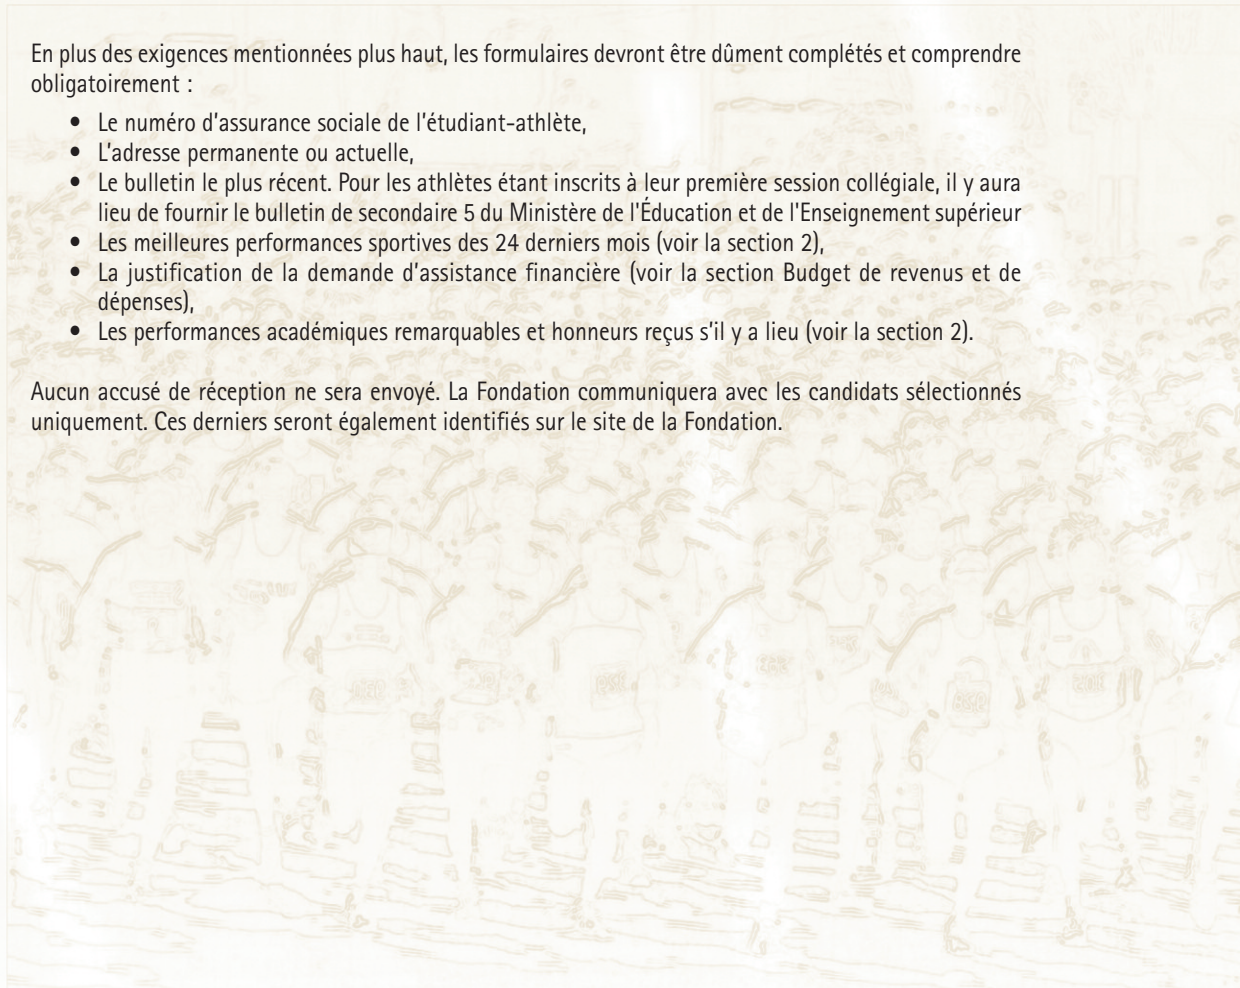 En plus des exigences mentionnées plus haut, les formulaires devront être dûment complétés et comprendre
obligatoirement :
• Le numéro d'assurance sociale de l'étudiant-athlète,
• L'adresse permanente ou actuelle,
• Le bulletin le plus récent. Pour les athlètes étant inscrits à leur première session collégiale, il y aura
lieu de fournir le bulletin de secondaire 5 du Ministère de l'Éducation et de l'Enseignement supérieur
• Les meilleures performances sportives des 24 derniers mois (voir la section 2),
• La justification de la demande d'assistance financière (voir la section Budget de revenus et de
dépenses),
• Les performances académiques remarquables et honneurs reçus s'il y a lieu (voir la section 2).
Aucun accusé de réception ne sera envoyé. La Fondation communiquera avec les candidats sélectionnés
uniquement. Ces derniers seront également identifiés sur le site de la Fondation.